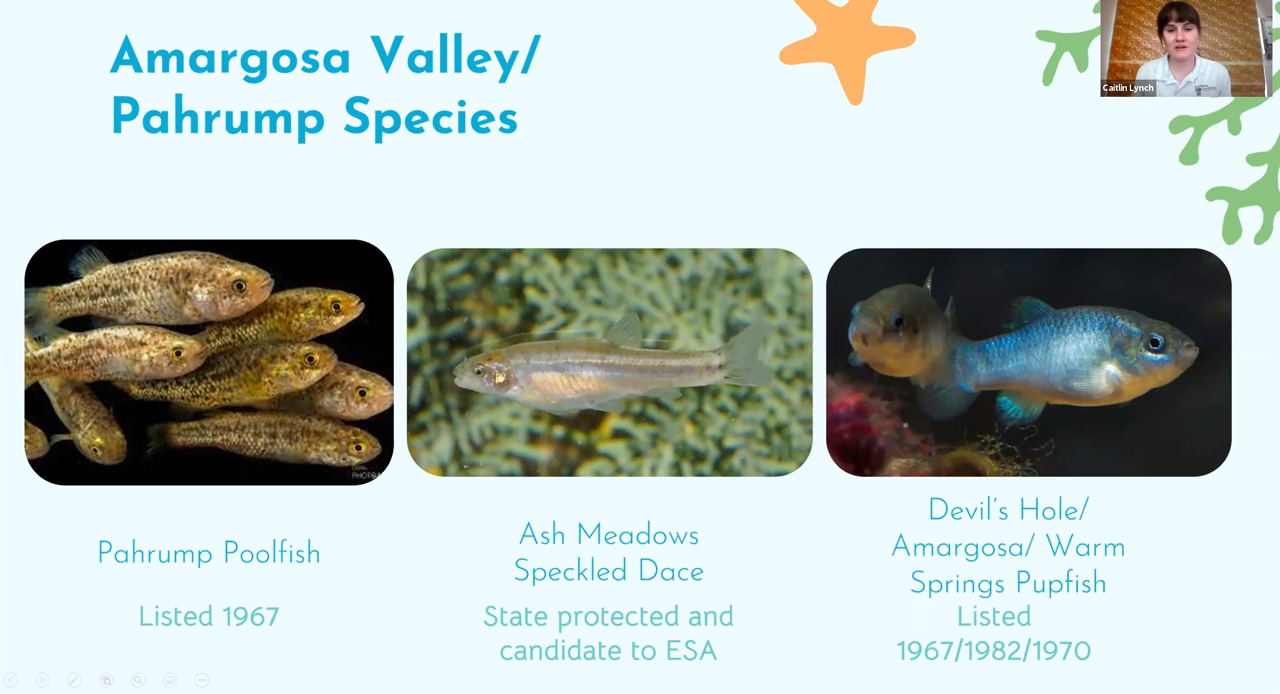 Amargosa Valley/
Pahrump Species
Caitlin Lynch
Pahrump Poolfish
Listed 1967
Ash Meadows
Speckled Dace
State protected and
candidate to ESA
Devil's Hole/
Amargosa/ Warm
Springs Pupfish
Listed
1967/1982/1970